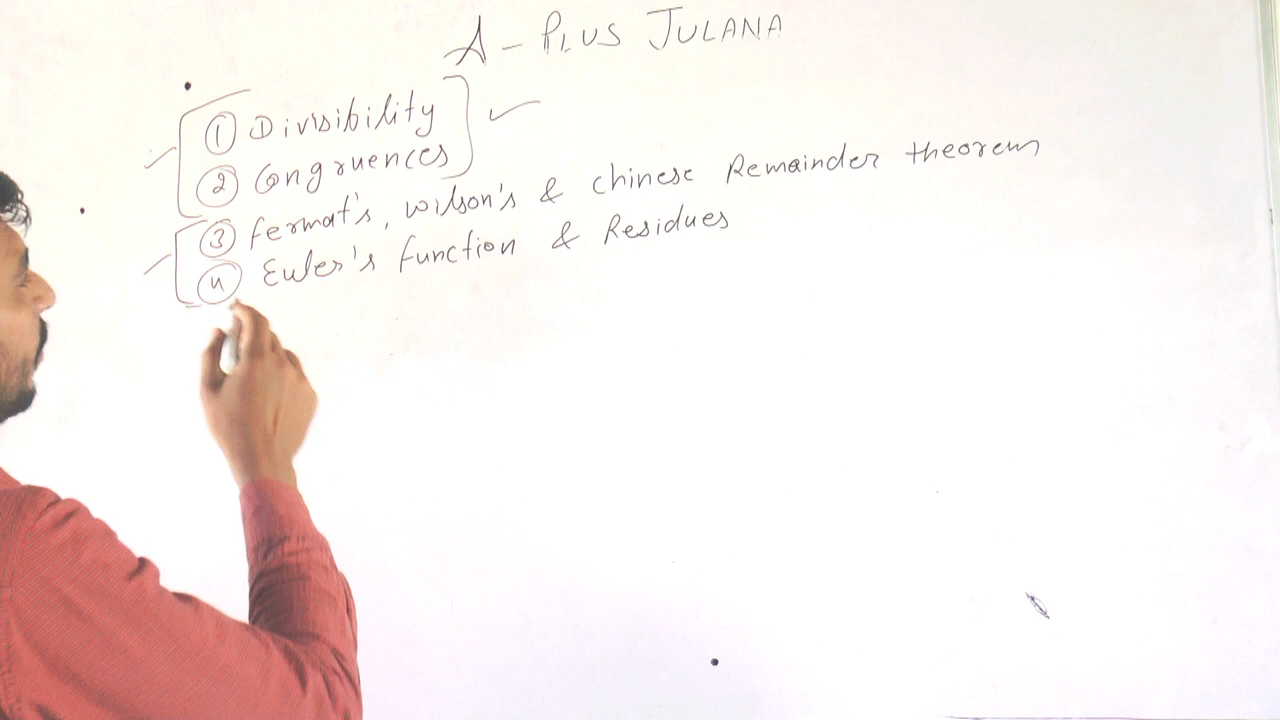 A - PLUS JULANA
① Divisibility
② Congruences
③ Fermat's, Wilson's & Chinese Remainder theorem
④ Euler's function & Residues